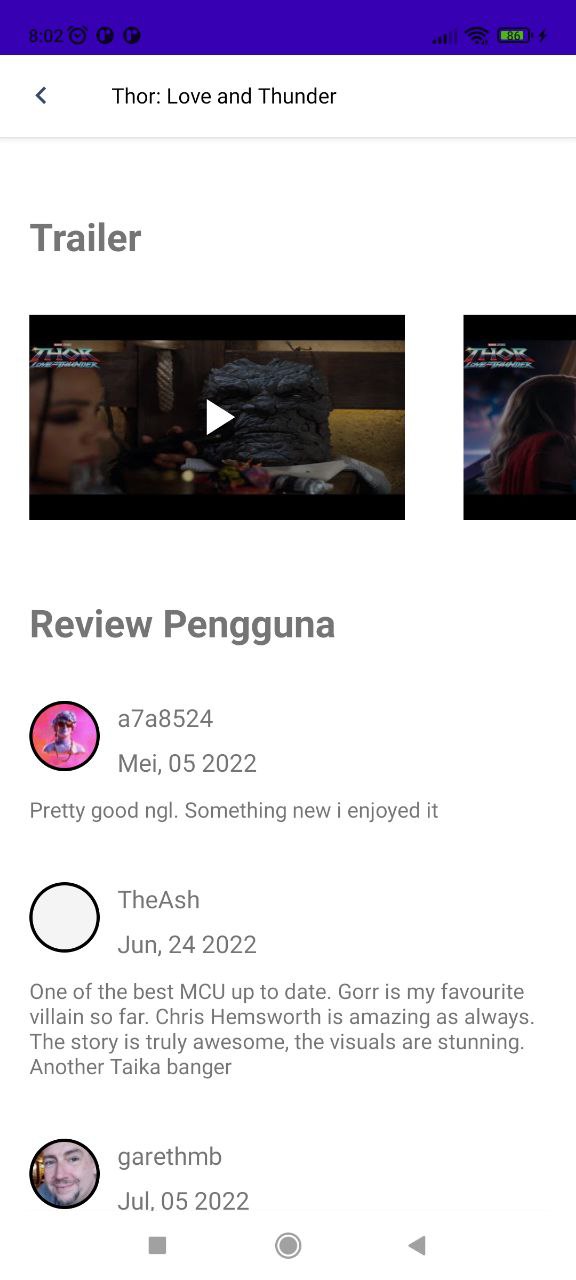 8:02
86
Thor: Love and Thunder
Trailer
THOR
LOVE AND THUNDER
THOR
LOVE AND THUNDER
Review Pengguna
a7a8524
Mei, 05 2022
Pretty good ngl. Something new i enjoyed it
TheAsh
Jun, 24 2022
One of the best MCU up to date. Gorr is my favourite
villain so far. Chris Hemsworth is amazing as always.
The story is truly awesome, the visuals are stunning.
Another Taika banger
garethmb
Jul, 05 2022